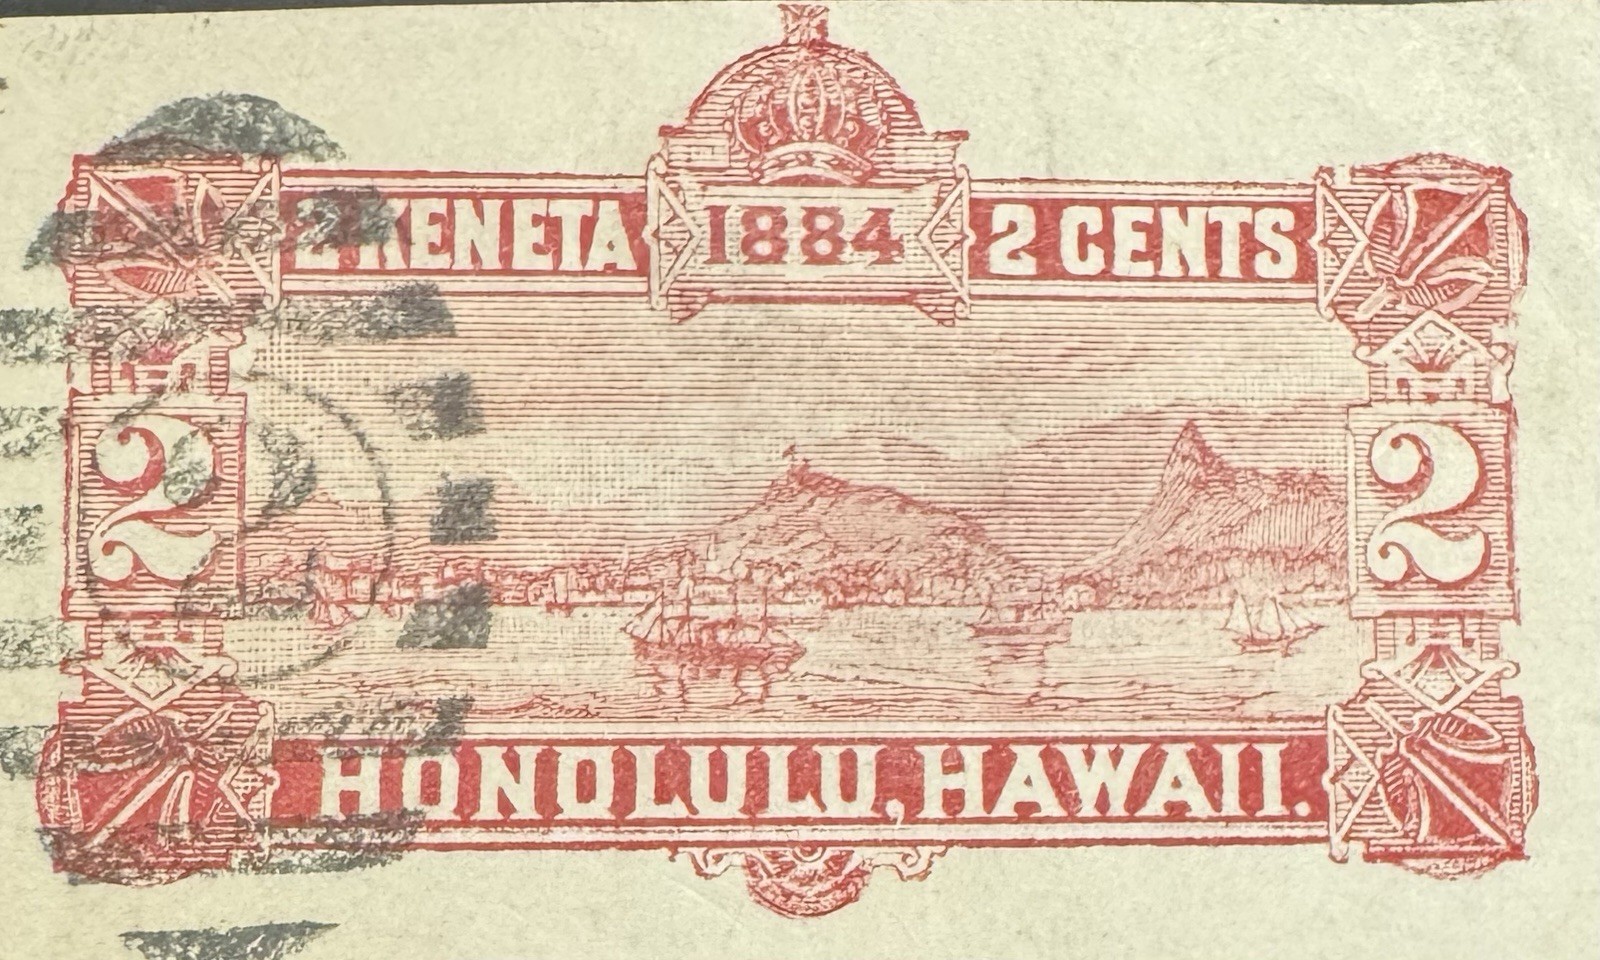 2 KENETA 1884 2 CENTS
2 2
HONOLULU, HAWAII.